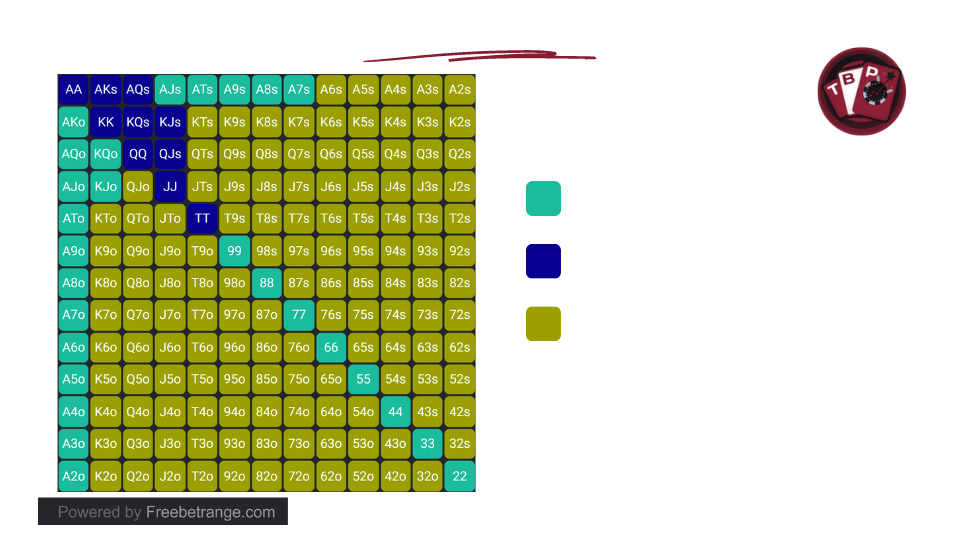 T B P
AA AKs AQs AJs ATs A9s A8s A7s A6s A5s A4s A3s A2s
AKo KK KQs KJs KTs K9s K8s K7s K6s K5s K4s K3s K2s
AQo KQo QQ QJs QTs Q9s Q8s Q7s Q6s Q5s Q4s Q3s Q2s
AJo KJo QJo JJ JTs J9s J8s J7s J6s J5s J4s J3s J2s
ATo KTo QTo JTo TT T9s T8s T7s T6s T5s T4s T3s T2s
A9o K9o Q9o J9o T9o 99 98s 97s 96s 95s 94s 93s 92s
A8o K8o Q8o J8o T8o 98o 88 87s 86s 85s 84s 83s 82s
A7o K7o Q7o J7o T7o 97o 87o 77 76s 75s 74s 73s 72s
A6o K6o Q6o J6o T6o 96o 86o 76o 66 65s 64s 63s 62s
A5o K5o Q5o J5o T5o 95o 85o 75o 65o 55 54s 53s 52s
A4o K4o Q4o J4o T4o 94o 84o 74o 64o 54o 44 43s 42s
A3o K3o Q3o J3o T3o 93o 83o 73o 63o 53o 43o 33 32s
A2o K2o Q2o J2o T2o 92o 82o 72o 62o 52o 42o 32o 22
Powered by Freebetrange.com